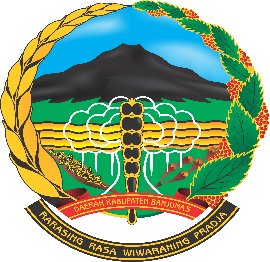 DAERAH KABUPATEN BANJUMAS
RARASING RASA WIWARANING PRADJA